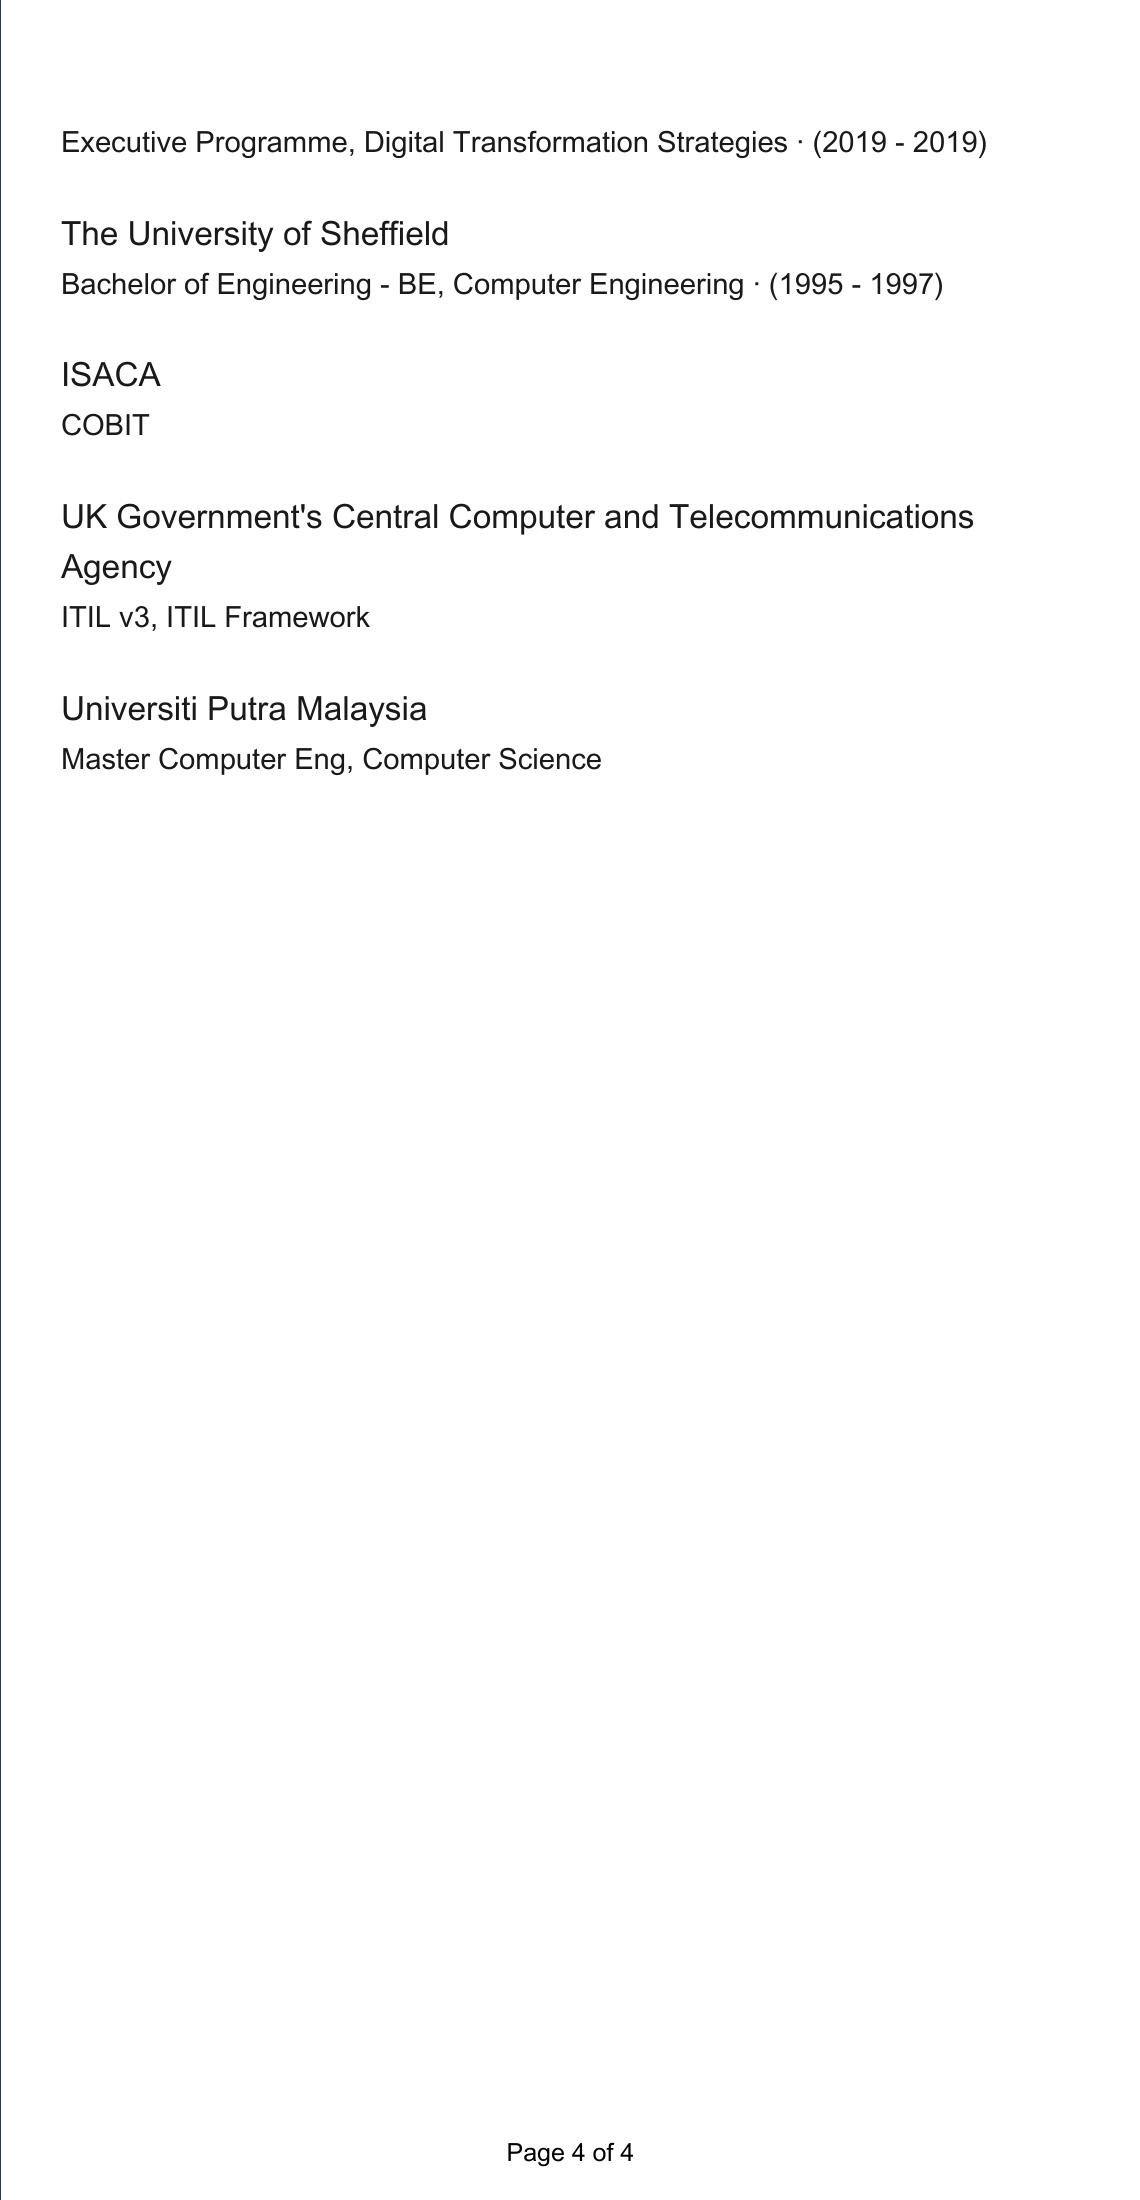 Executive Programme, Digital Transformation Strategies · (2019 - 2019)
The University of Sheffield
Bachelor of Engineering - BE, Computer Engineering · (1995 - 1997)
ISACA
COBIT
UK Government's Central Computer and Telecommunications
Agency
ITIL v3, ITIL Framework
Universiti Putra Malaysia
Master Computer Eng, Computer Science
Page 4 of 4